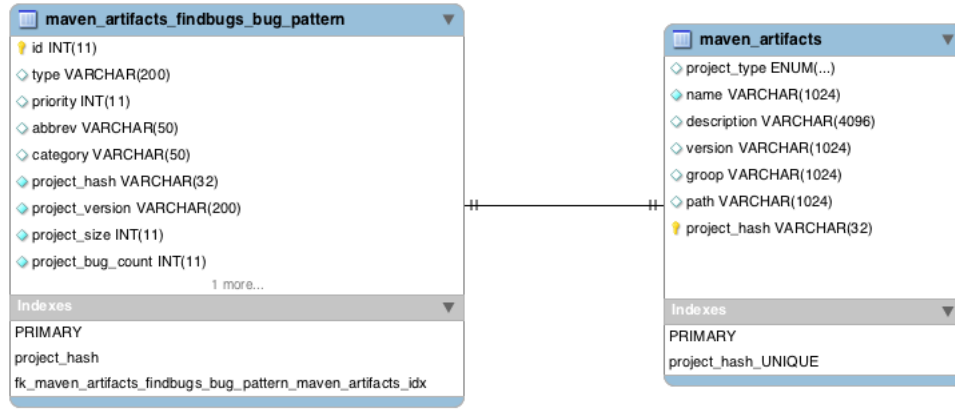 maven_artifacts_findbugs_bug_pattern
id INT(11)
type VARCHAR(200)
priority INT(11)
abbrev VARCHAR(50)
category VARCHAR(50)
project_hash VARCHAR(32)
project_version VARCHAR(200)
project_size INT(11)
project_bug_count INT(11)
1 more...
Indexes
PRIMARY
project_hash
fk_maven_artifacts_findbugs_bug_pattern_maven_artifacts_idx
maven_artifacts
project_type ENUM(...)
name VARCHAR(1024)
description VARCHAR(4096)
version VARCHAR(1024)
groop VARCHAR(1024)
path VARCHAR(1024)
project_hash VARCHAR(32)
Indexes
PRIMARY
project_hash_UNIQUE